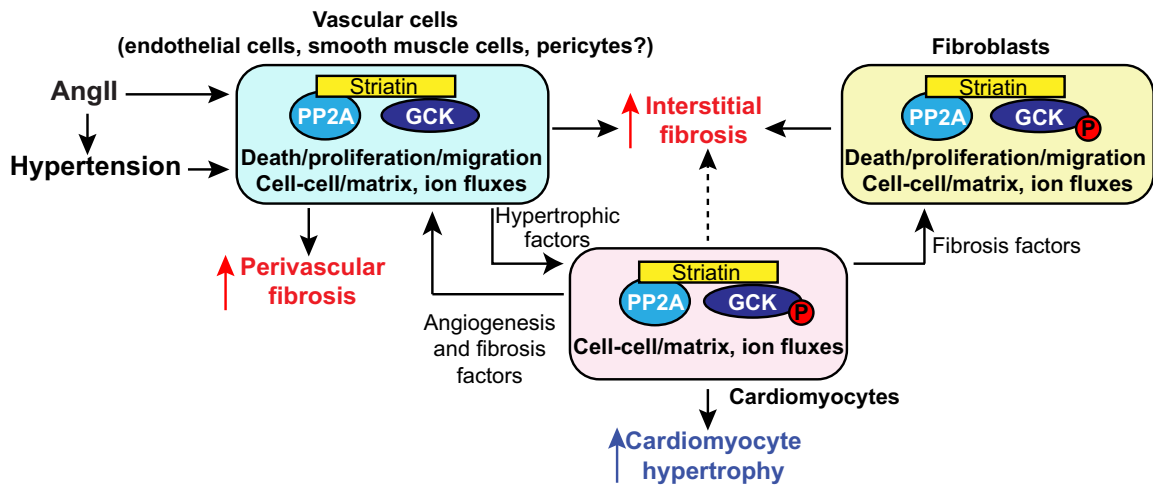 Vascular cells
(endothelial cells, smooth muscle cells, pericytes?)
AngII
Hypertension
Striatin
PP2A
GCK
Death/proliferation/migration
Cell-cell/matrix, ion fluxes
Interstitial
fibrosis
Fibroblasts
Striatin
PP2A
GCK
P
Death/proliferation/migration
Cell-cell/matrix, ion fluxes
Perivascular
fibrosis
Hypertrophic
factors
Angiogenesis
and fibrosis
factors
Fibrosis factors
Striatin
PP2A
GCK
P
Cell-cell/matrix, ion fluxes
Cardiomyocytes
Cardiomyocyte
hypertrophy